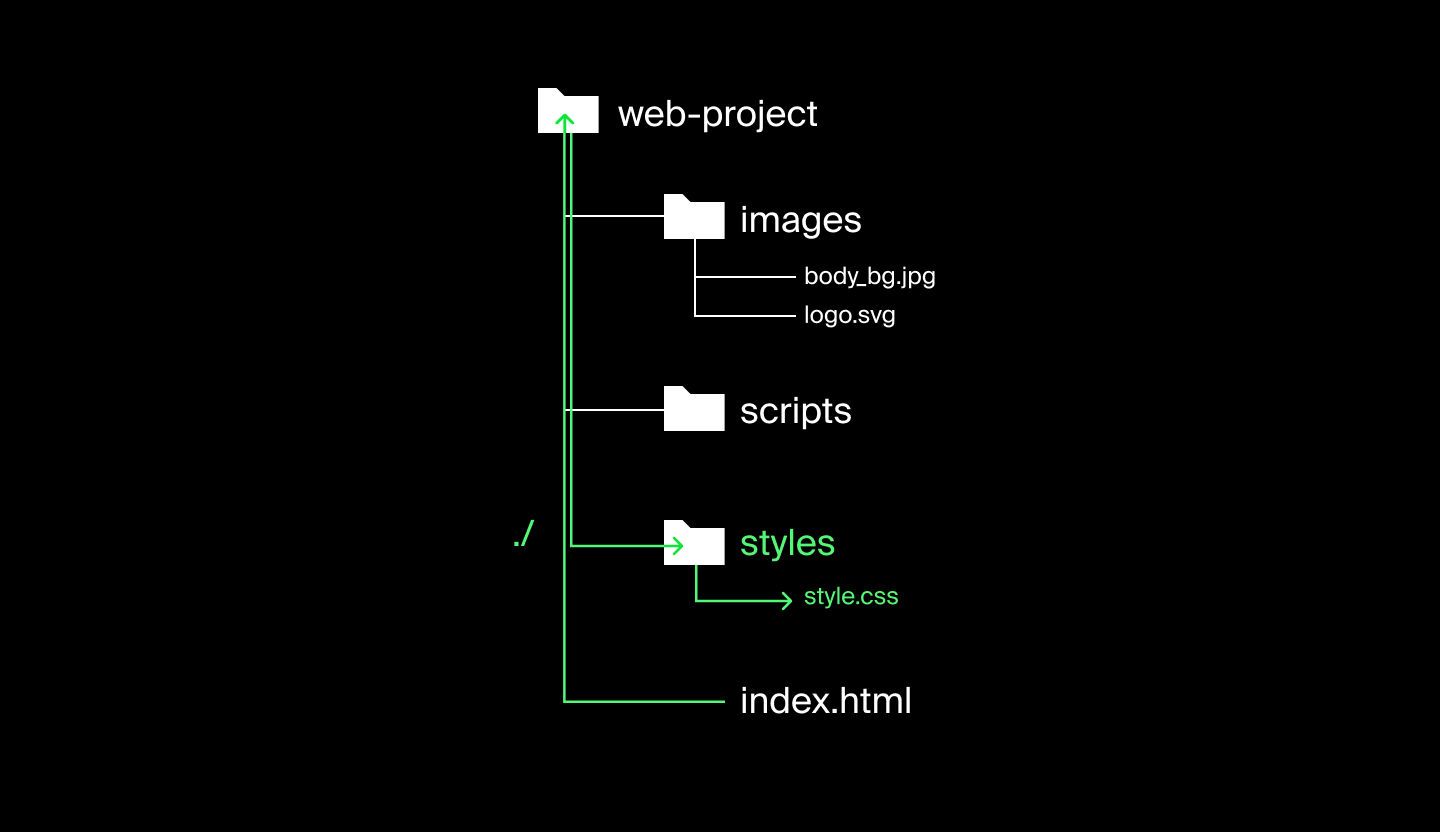 web-project
images
body_bg.jpg
logo.svg
scripts
./
styles
style.css
index.html